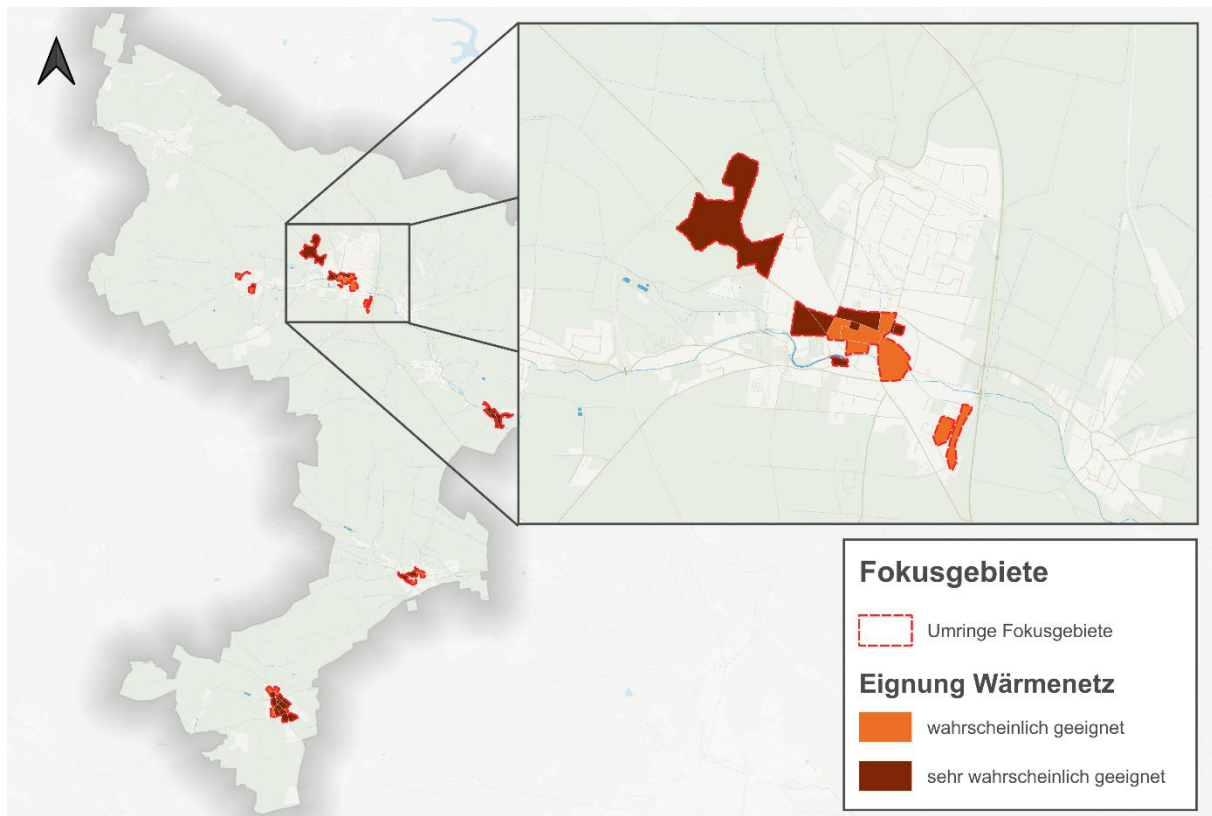 Fokusgebiete
Umringe Fokusgebiete
Eignung Wärmenetz
wahrscheinlich geeignet
sehr wahrscheinlich geeignet